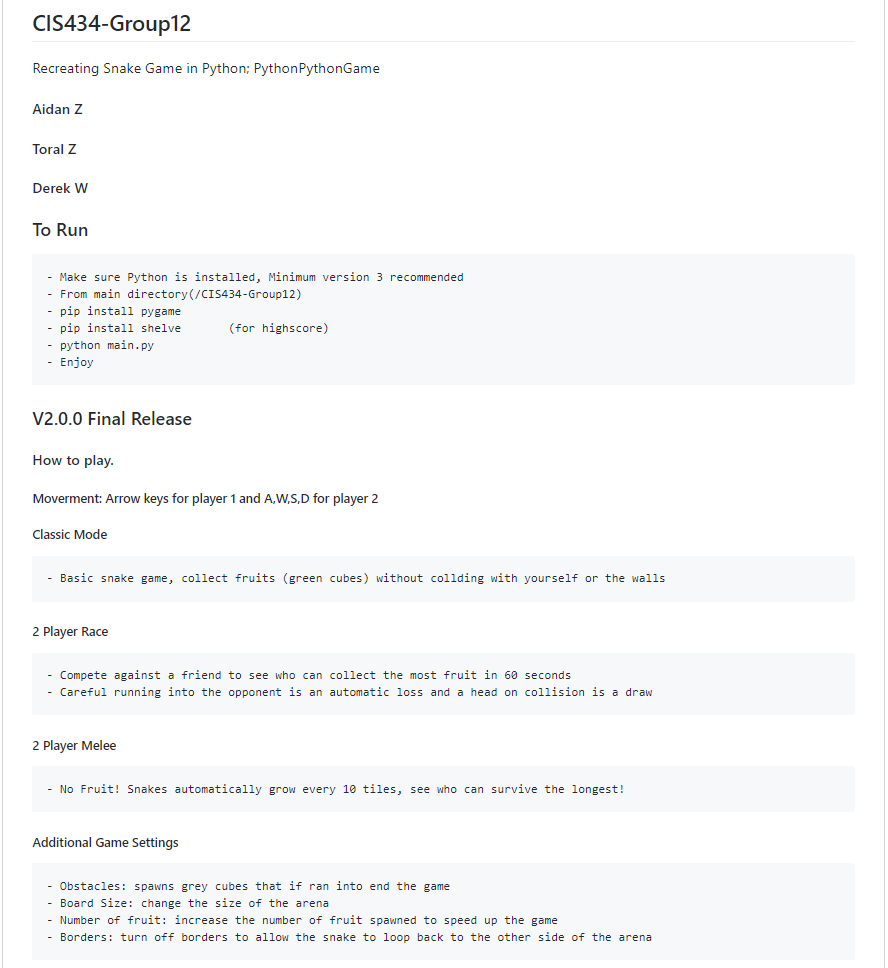 CIS434-Group12
Recreating Snake Game in Python; PythonPythonGame
Aidan Z
Toral Z
Derek W
To Run
- Make sure Python is installed, Minimum version 3 recommended
- From main directory(/CIS434-Group12)
- pip install pygame
- pip install shelve       (for highscore)
- python main.py
- Enjoy
V2.0.0 Final Release
How to play.
Moverment: Arrow keys for player 1 and A,W,S,D for player 2
Classic Mode
- Basic snake game, collect fruits (green cubes) without collding with yourself or the walls
2 Player Race
- Compete against a friend to see who can collect the most fruit in 60 seconds
- Careful running into the opponent is an automatic loss and a head on collision is a draw
2 Player Melee
- No Fruit! Snakes automatically grow every 10 tiles, see who can survive the longest!
Additional Game Settings
- Obstacles: spawns grey cubes that if ran into end the game
- Board Size: change the size of the arena
- Number of fruit: increase the number of fruit spawned to speed up the game
- Borders: turn off borders to allow the snake to loop back to the other side of the arena